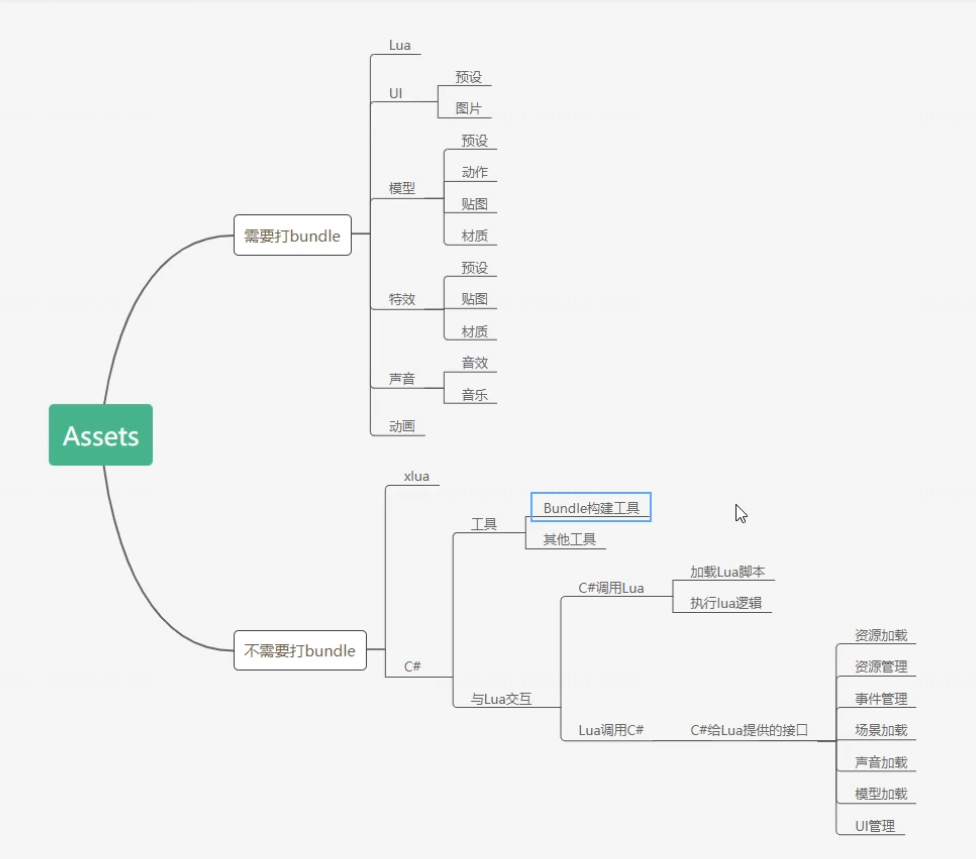 Lua
预设
UI
图片
预设
动作
模型
贴图
需要打bundle
材质
预设
特效
贴图
材质
音效
声音
音乐
动画
Assets
xlua
Bundle构建工具
工具
其他工具
加载Lua脚本
C#调用Lua
执行lua逻辑
资源加载
不需要打bundle
C#
资源管理
与Lua交互
事件管理
Lua调用C#
C#给Lua提供的接口
场景加载
声音加载
模型加载
UI管理